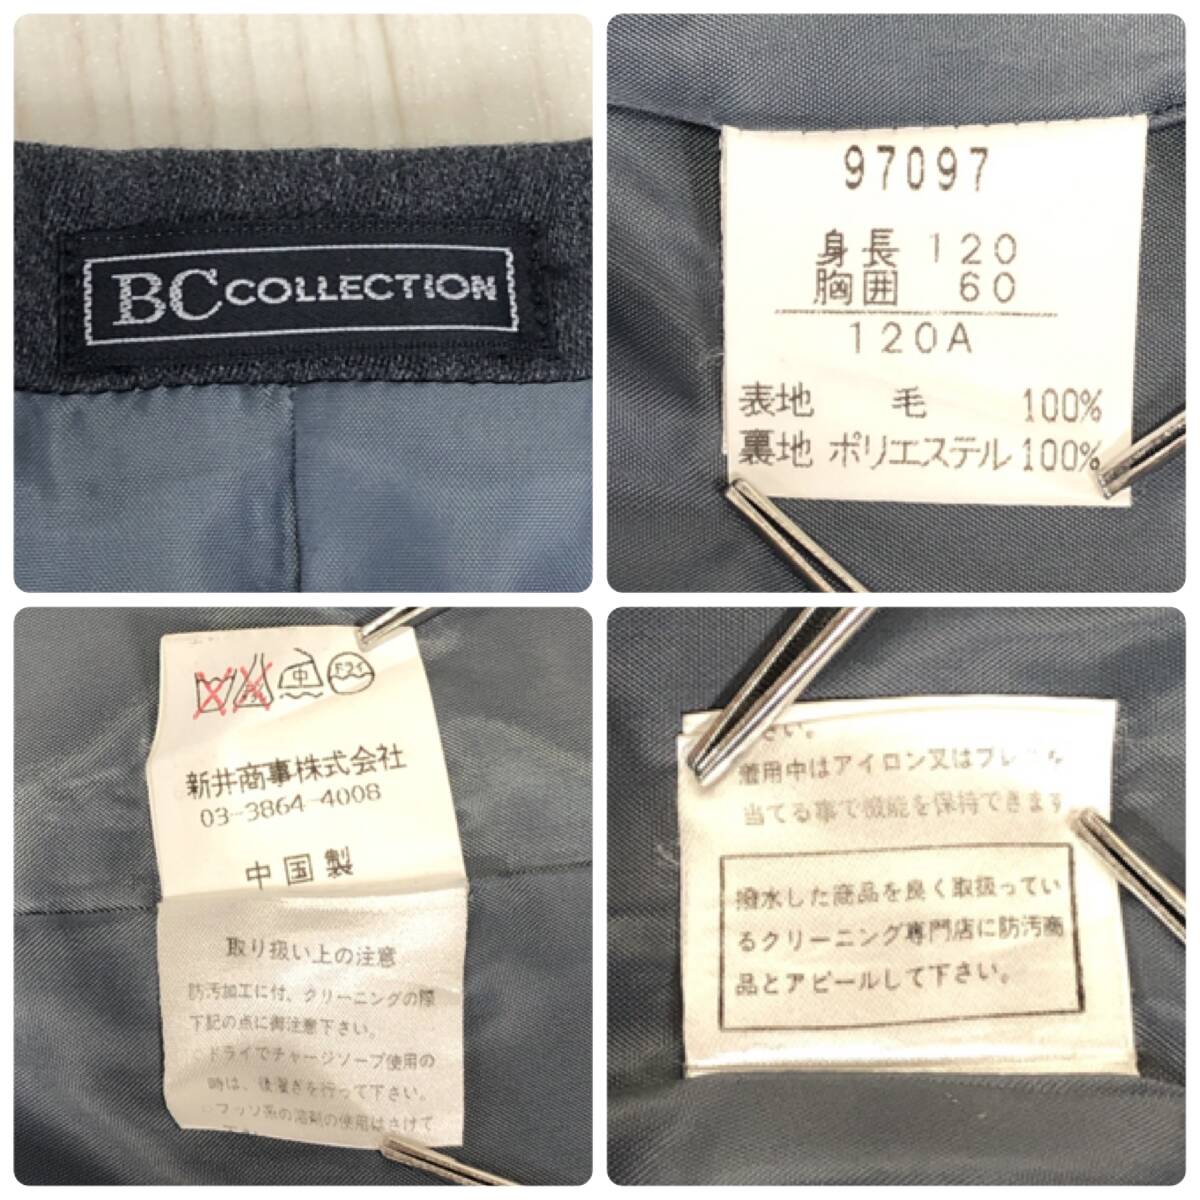 BC COLLECTION
97097
身長 120
胸囲 60
120A
表地 毛 100%
裏地 ポリエステル 100%
中 ドライ
新井商事株式会社
03-3864-4008
中国製
取り扱い上の注意
防汚加工に付、クリーニングの際
下記の点に御注意下さい。
○ドライでチャージソープ使用の
時は、後濯ぎを行って下さい。
○フッソ系の溶剤の使用はさけて
さい。
着用中はアイロン又はプレスを
当てる事で機能を保持できます
撥水した商品を良く取扱ってい
るクリーニング専門店に防汚商
品とアピールして下さい。